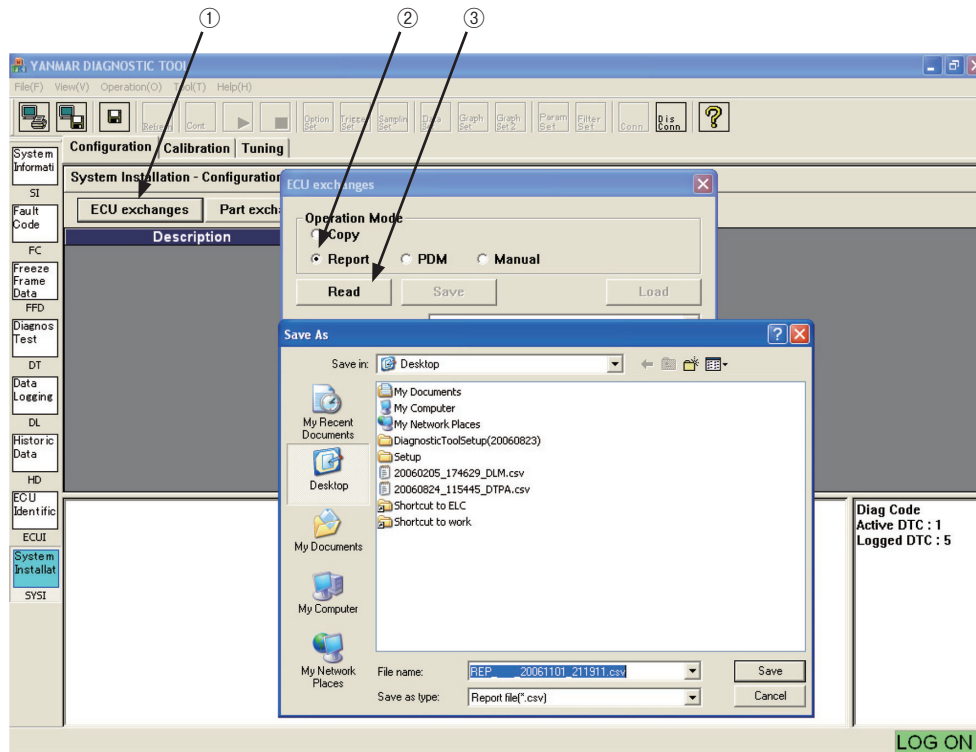 ① ② ③
YANMAR DIAGNOSTIC TOOL
File(F) View(V) Operation(O) Tool(T) Help(H)
Refresh Cont Option Set Trigge Set Samplin Set Data Set Graph Set Graph Set2 Param Set Filter Set Conn Dis Conn ?
Configuration Calibration Tuning
System Installation - Configuration
ECU exchanges Part exch
Description
System Informati
SI
Fault Code
FC
Freeze Frame Data
FFD
Diagnos Test
DT
Data Logging
DL
Historic Data
HD
ECU Identific
ECUI
System Installat
SYSI
ECU exchanges
Operation Mode
Copy
Report PDM Manual
Read Save Load
Save As
Save in: Desktop
My Recent Documents
Desktop
My Documents
My Computer
My Network Places
My Documents
My Computer
My Network Places
DiagnosticToolSetup(20060823)
Setup
20060205_174629_DLM.csv
20060824_115445_DTPA.csv
Shortcut to ELC
Shortcut to work
File name: REP____20061101_211911.csv Save
Save as type: Report file(*.csv) Cancel
Diag Code
Active DTC : 1
Logged DTC : 5
LOG ON